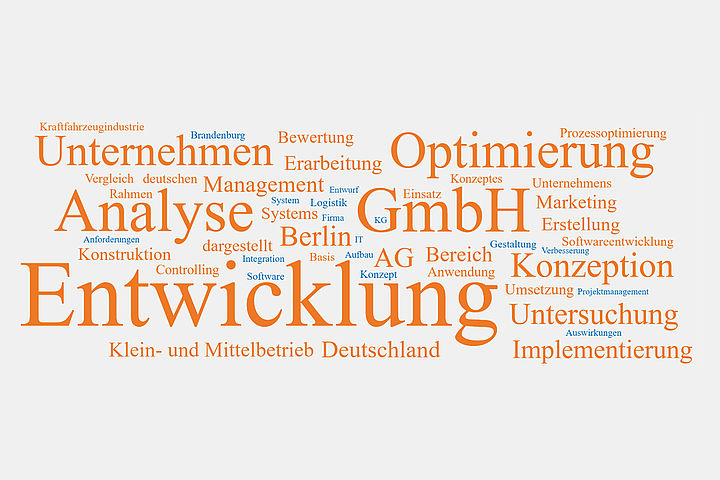 Kraftfahrzeugindustrie
Brandenburg
Bewertung
Prozessoptimierung
Unternehmen
Optimierung
Erarbeitung
Vergleich
deutschen
Management
Konzeptes
Unternehmens
Rahmen
Entwurf
Einsatz
Marketing
Analyse
System
Logistik
GmbH
Systems
Firma
KG
Erstellung
Anforderungen
dargestellt
Berlin
IT
Gestaltung
Softwareentwicklung
Konstruktion
Integration
Basis
Aufbau
AG
Bereich
Verbesserung
Controlling
Software
Konzept
Anwendung
Konzeption
Entwicklung
Umsetzung
Projektmanagement
Untersuchung
Auswirkungen
Klein- und Mittelbetrieb
Deutschland
Implementierung